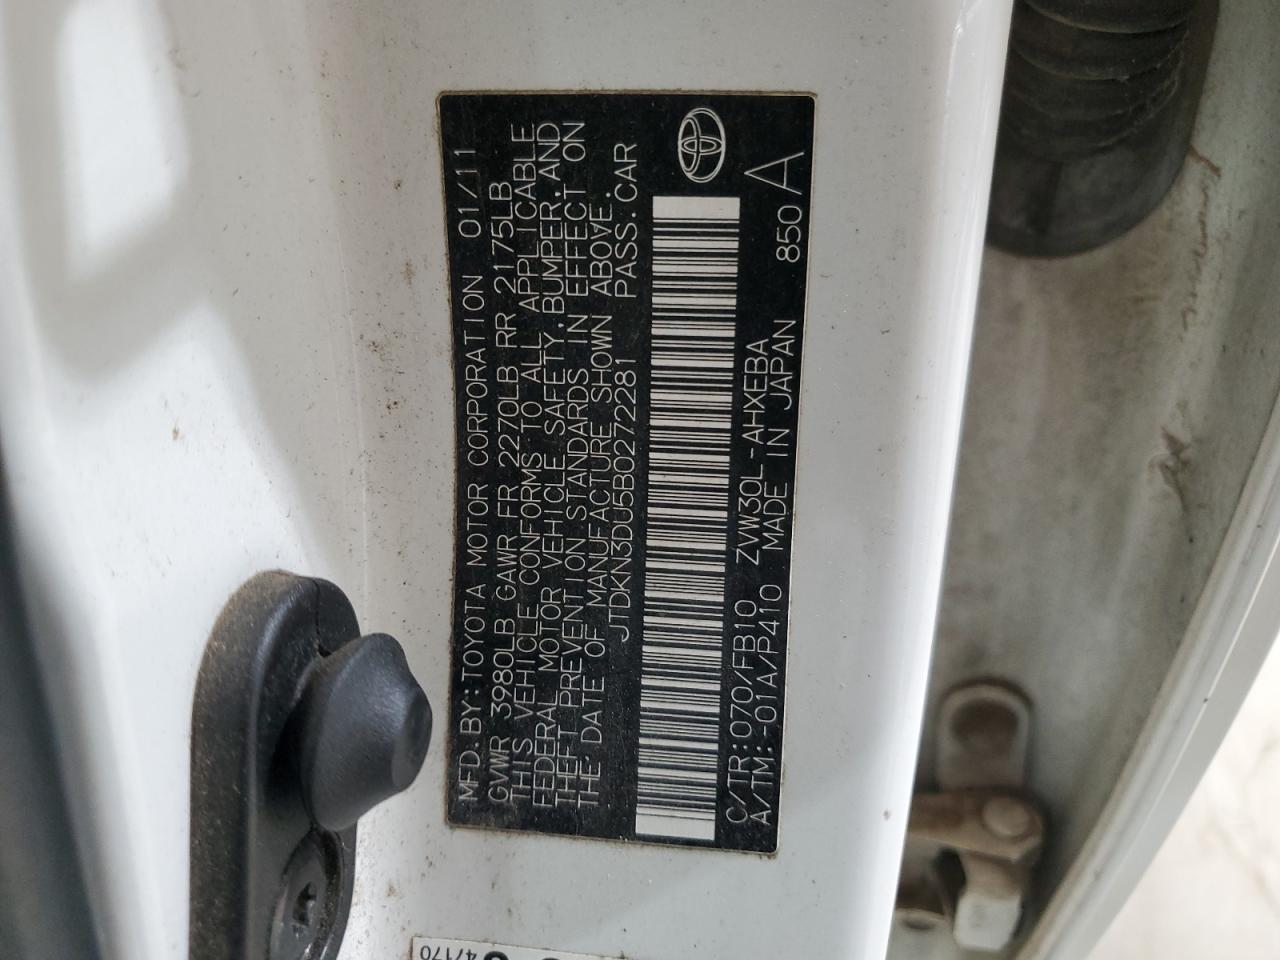 MFD.BY:TOYOTA MOTOR CORPORATION 01/11
GVWR 3980LB GAWR FR 2270LB RR 2175LB
THIS VEHICLE CONFORMS TO ALL APPLICABLE
FEDERAL MOTOR VEHICLE SAFETY,BUMPER,AND
THEFT PREVENTION STANDARDS IN EFFECT ON
THE DATE OF MANUFACTURE SHOWN ABOVE.
JTDKN3DU5B0272281 PASS.CAR
C/TR:070/FB10 ZVW30L-AHXEBA
A/TM:-01A/P410 MADE IN JAPAN 850 A
47170